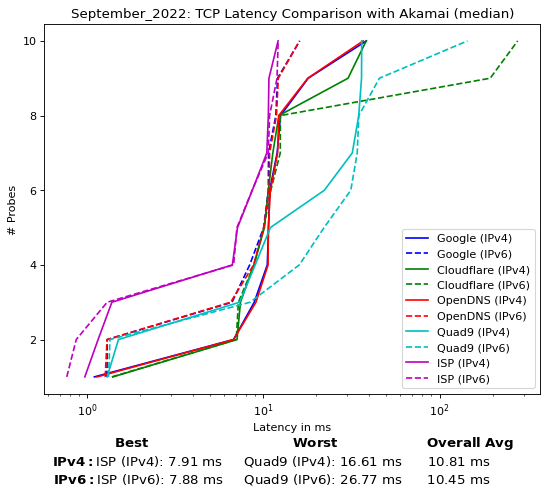 September_2022: TCP Latency Comparison with Akamai (median)
10
8
6
4
2
# Probes
Google (IPv4)
Google (IPv6)
Cloudflare (IPv4)
Cloudflare (IPv6)
OpenDNS (IPv4)
OpenDNS (IPv6)
Quad9 (IPv4)
Quad9 (IPv6)
ISP (IPv4)
ISP (IPv6)
10⁰ 10¹ 10²
Latency in ms
Best Worst Overall Avg
IPv4: ISP (IPv4): 7.91 ms Quad9 (IPv4): 16.61 ms 10.81 ms
IPv6: ISP (IPv6): 7.88 ms Quad9 (IPv6): 26.77 ms 10.45 ms